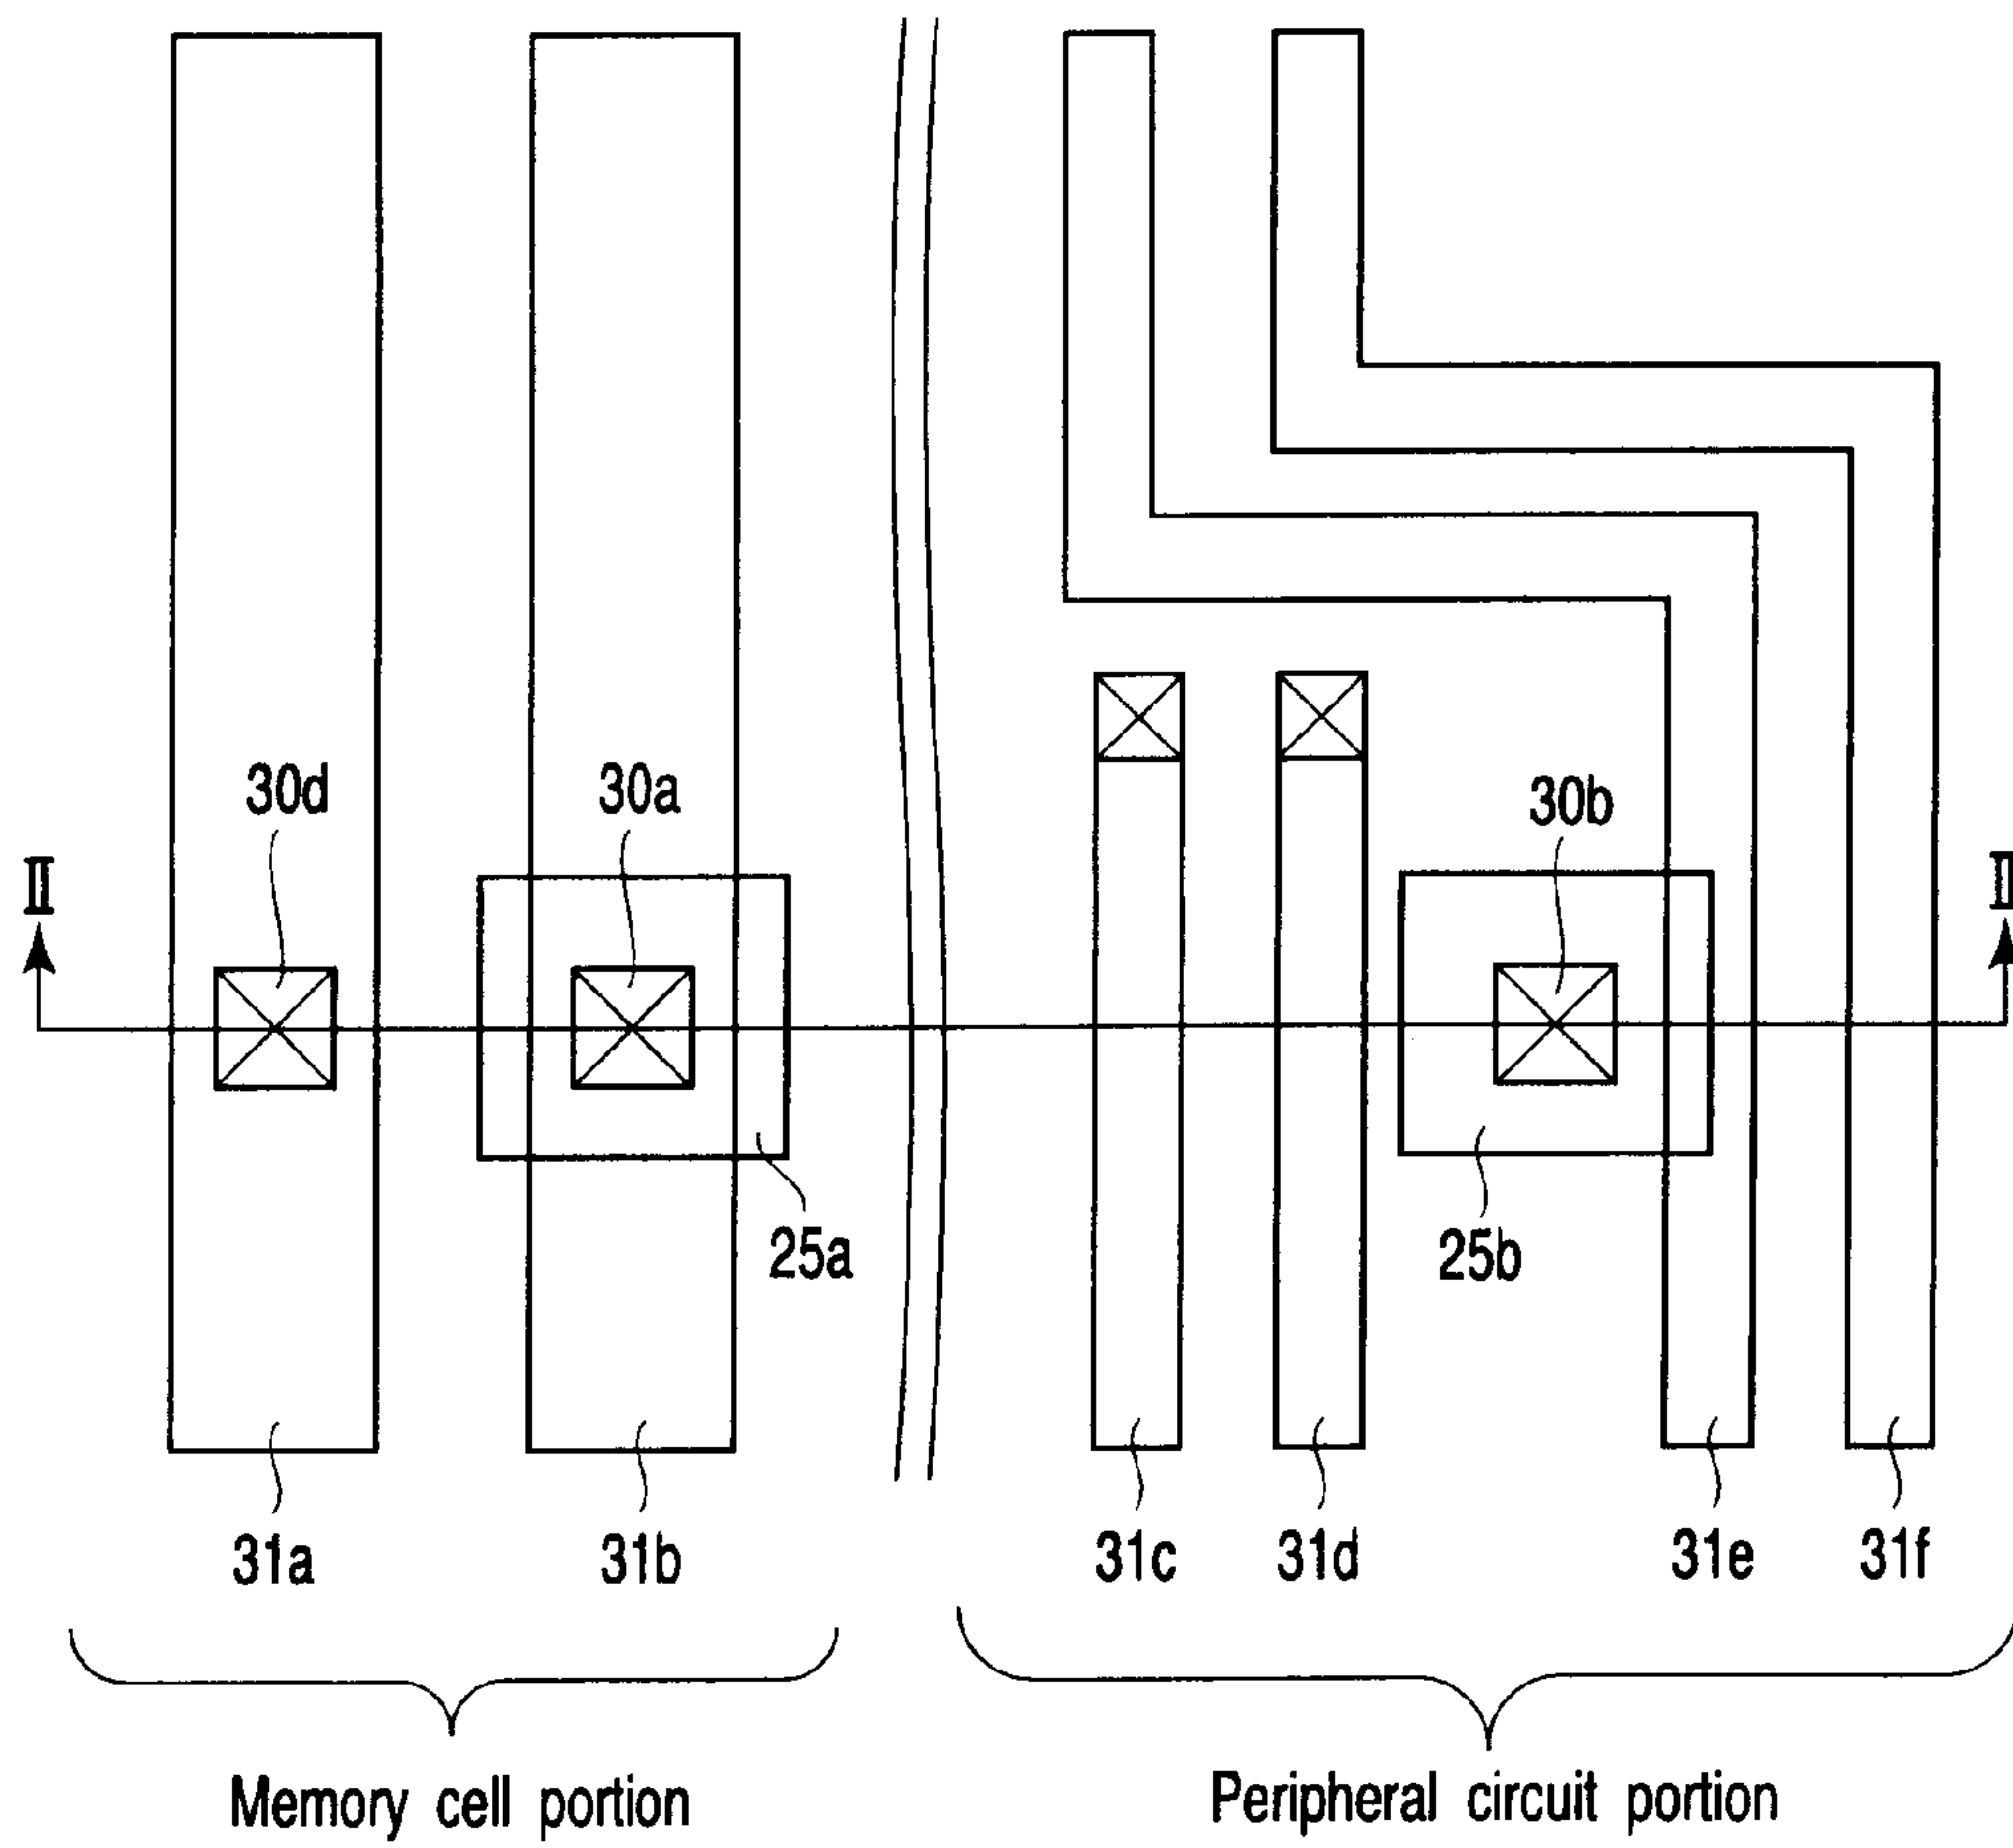 30d
30a
30b
II
II
25a
25b
31a
31b
31c
31d
31e
31f
Memory cell portion
Peripheral circuit portion